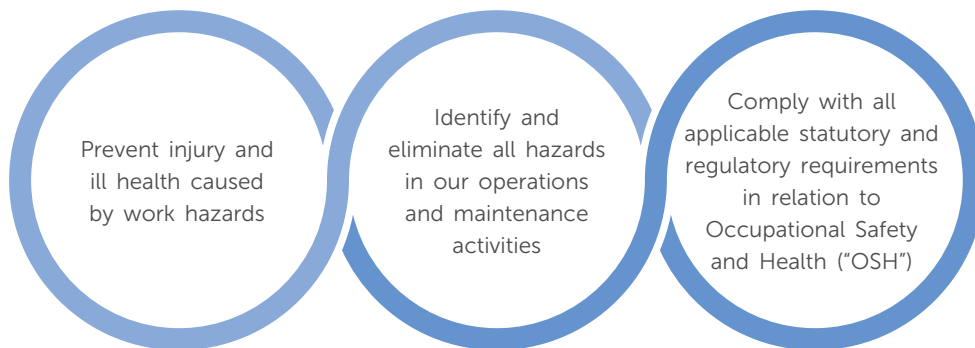 Prevent injury and
ill health caused
by work hazards
Identify and
eliminate all hazards
in our operations
and maintenance
activities
Comply with all
applicable statutory and
regulatory requirements
in relation to
Occupational Safety
and Health (“OSH”)